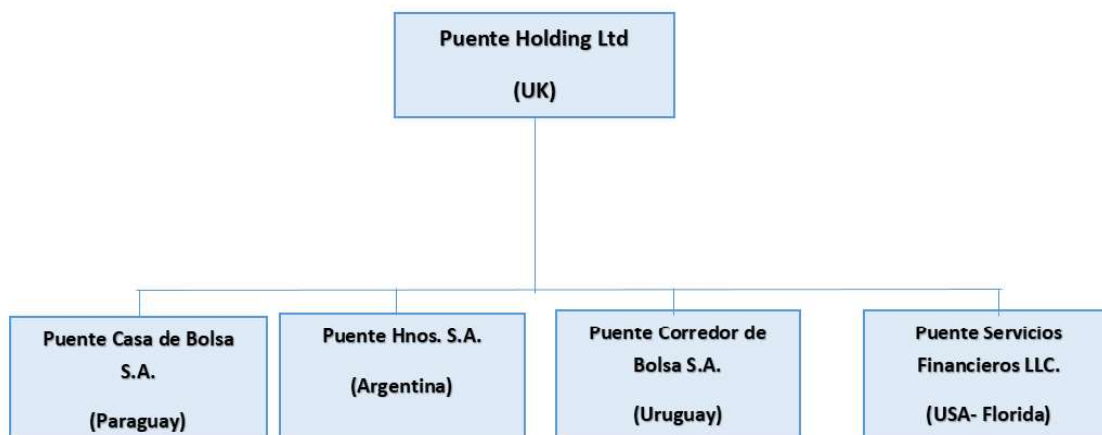 Puente Holding Ltd
(UK)
Puente Casa de Bolsa
S.A.
(Paraguay)
Puente Hnos. S.A.
(Argentina)
Puente Corredor de
Bolsa S.A.
(Uruguay)
Puente Servicios
Financieros LLC.
(USA- Florida)